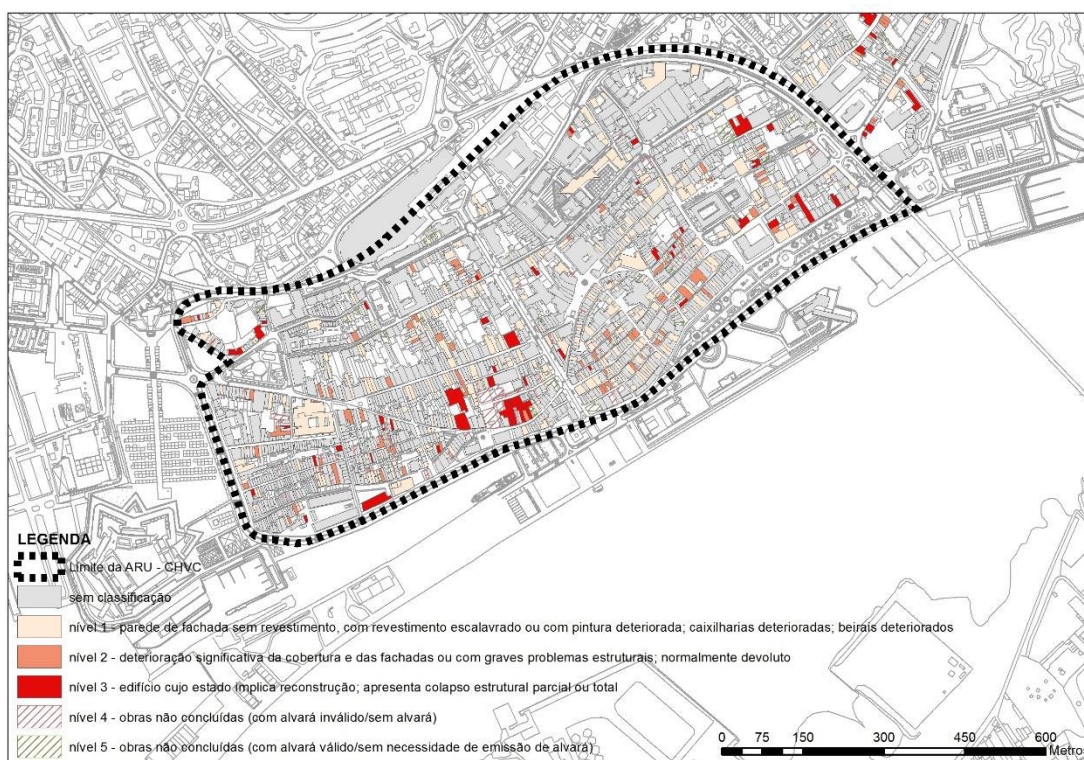 LEGENDA
Limite da ARU - CHVC
sem classificação
nível 1 - parede de fachada sem revestimento, com revestimento escalavrado ou com pintura deteriorada; caixilharias deterioradas; beirais deteriorados
nível 2 - deterioração significativa da cobertura e das fachadas ou com graves problemas estruturais; normalmente devoluto
nível 3 - edifício cujo estado implica reconstrução; apresenta colapso estrutural parcial ou total
nível 4 - obras não concluídas (com alvará inválido/sem alvará)
nível 5 - obras não concluídas (com alvará válido/sem necessidade de emissão de alvará)
0 75 150 300 450 600
Metros